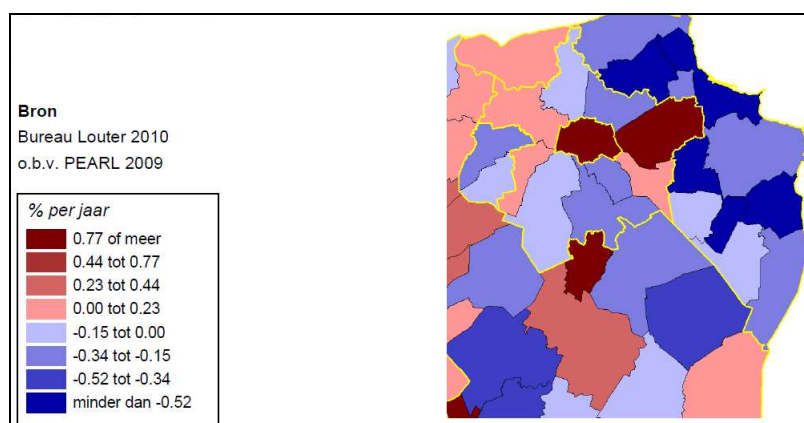 Bron
Bureau Louter 2010
o.b.v. PEARL 2009
% per jaar
0.77 of meer
0.44 tot 0.77
0.23 tot 0.44
0.00 tot 0.23
-0.15 tot 0.00
-0.34 tot -0.15
-0.52 tot -0.34
minder dan -0.52